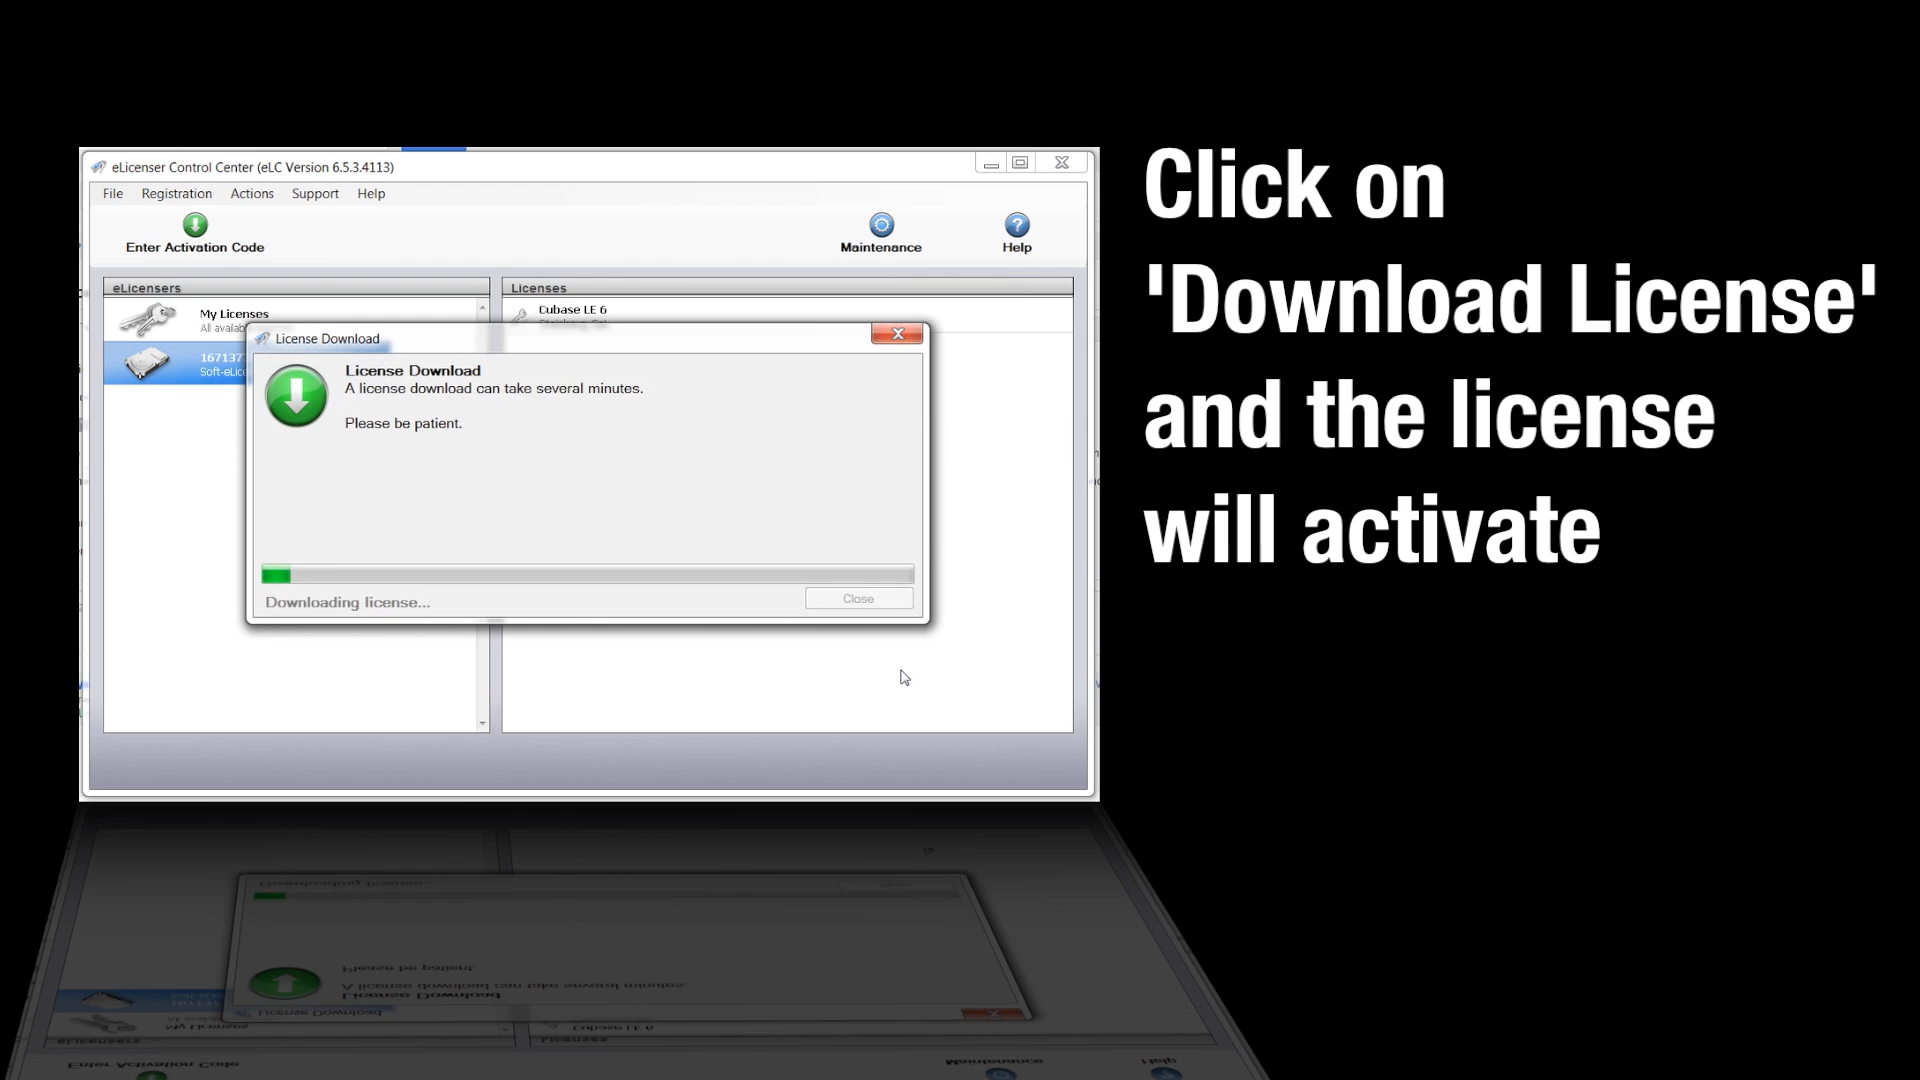 eLicenser Control Center (eLC Version 6.5.3.4113)
File Registration Actions Support Help
Enter Activation Code
Maintenance
Help
eLicensers
Licenses
My Licenses
Cubase LE 6
License Download
License Download
A license download can take several minutes.
Please be patient.
Downloading license...
Close
Click on
'Download License'
and the license
will activate